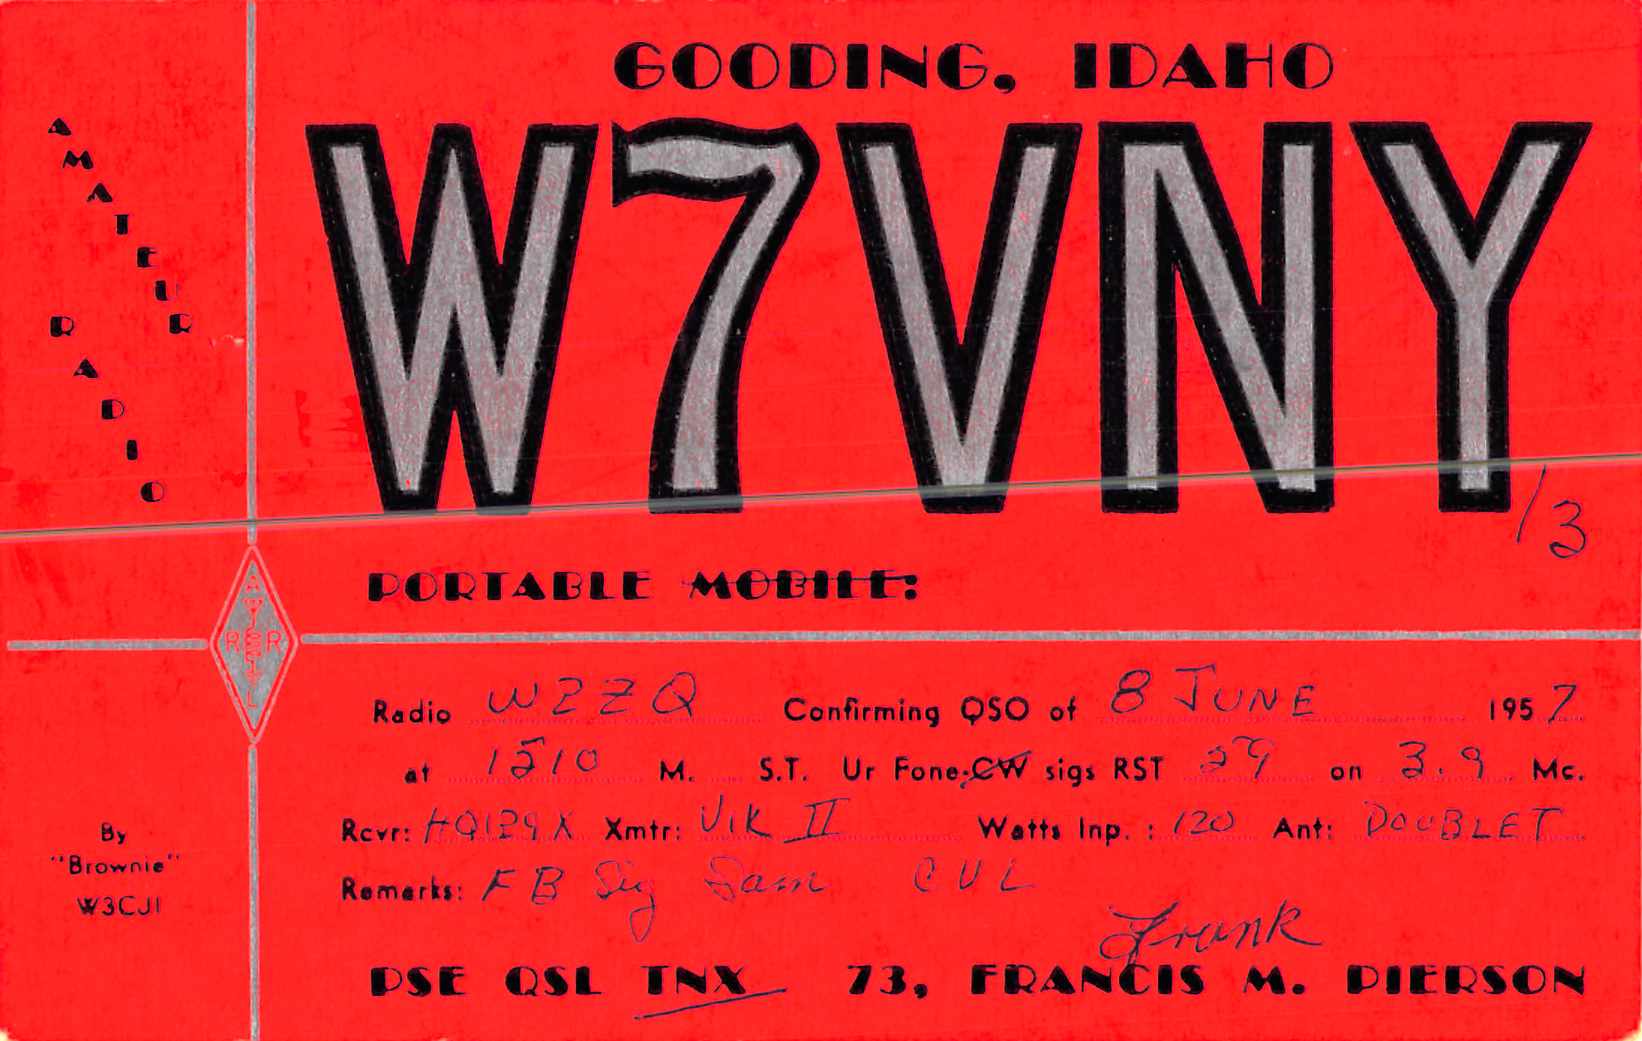 GOODING, IDAHO
AMATEUR
RADIO
W7VNY/3
PORTABLE MOBILE:
ARRL
Radio W2ZQ Confirming QSO of 8 JUNE 1957
at 1510 M. S.T. Ur Fone-CW sigs RST 59 on 3.9 Mc.
Rcvr: HQ129X Xmtr: VIK II Watts Inp. : 120 Ant: DOUBLET
Remarks: FB Sig Sam CUL
Frank
PSE QSL TNX 73, FRANCIS M. PIERSON
By
"Brownie"
W3CJI